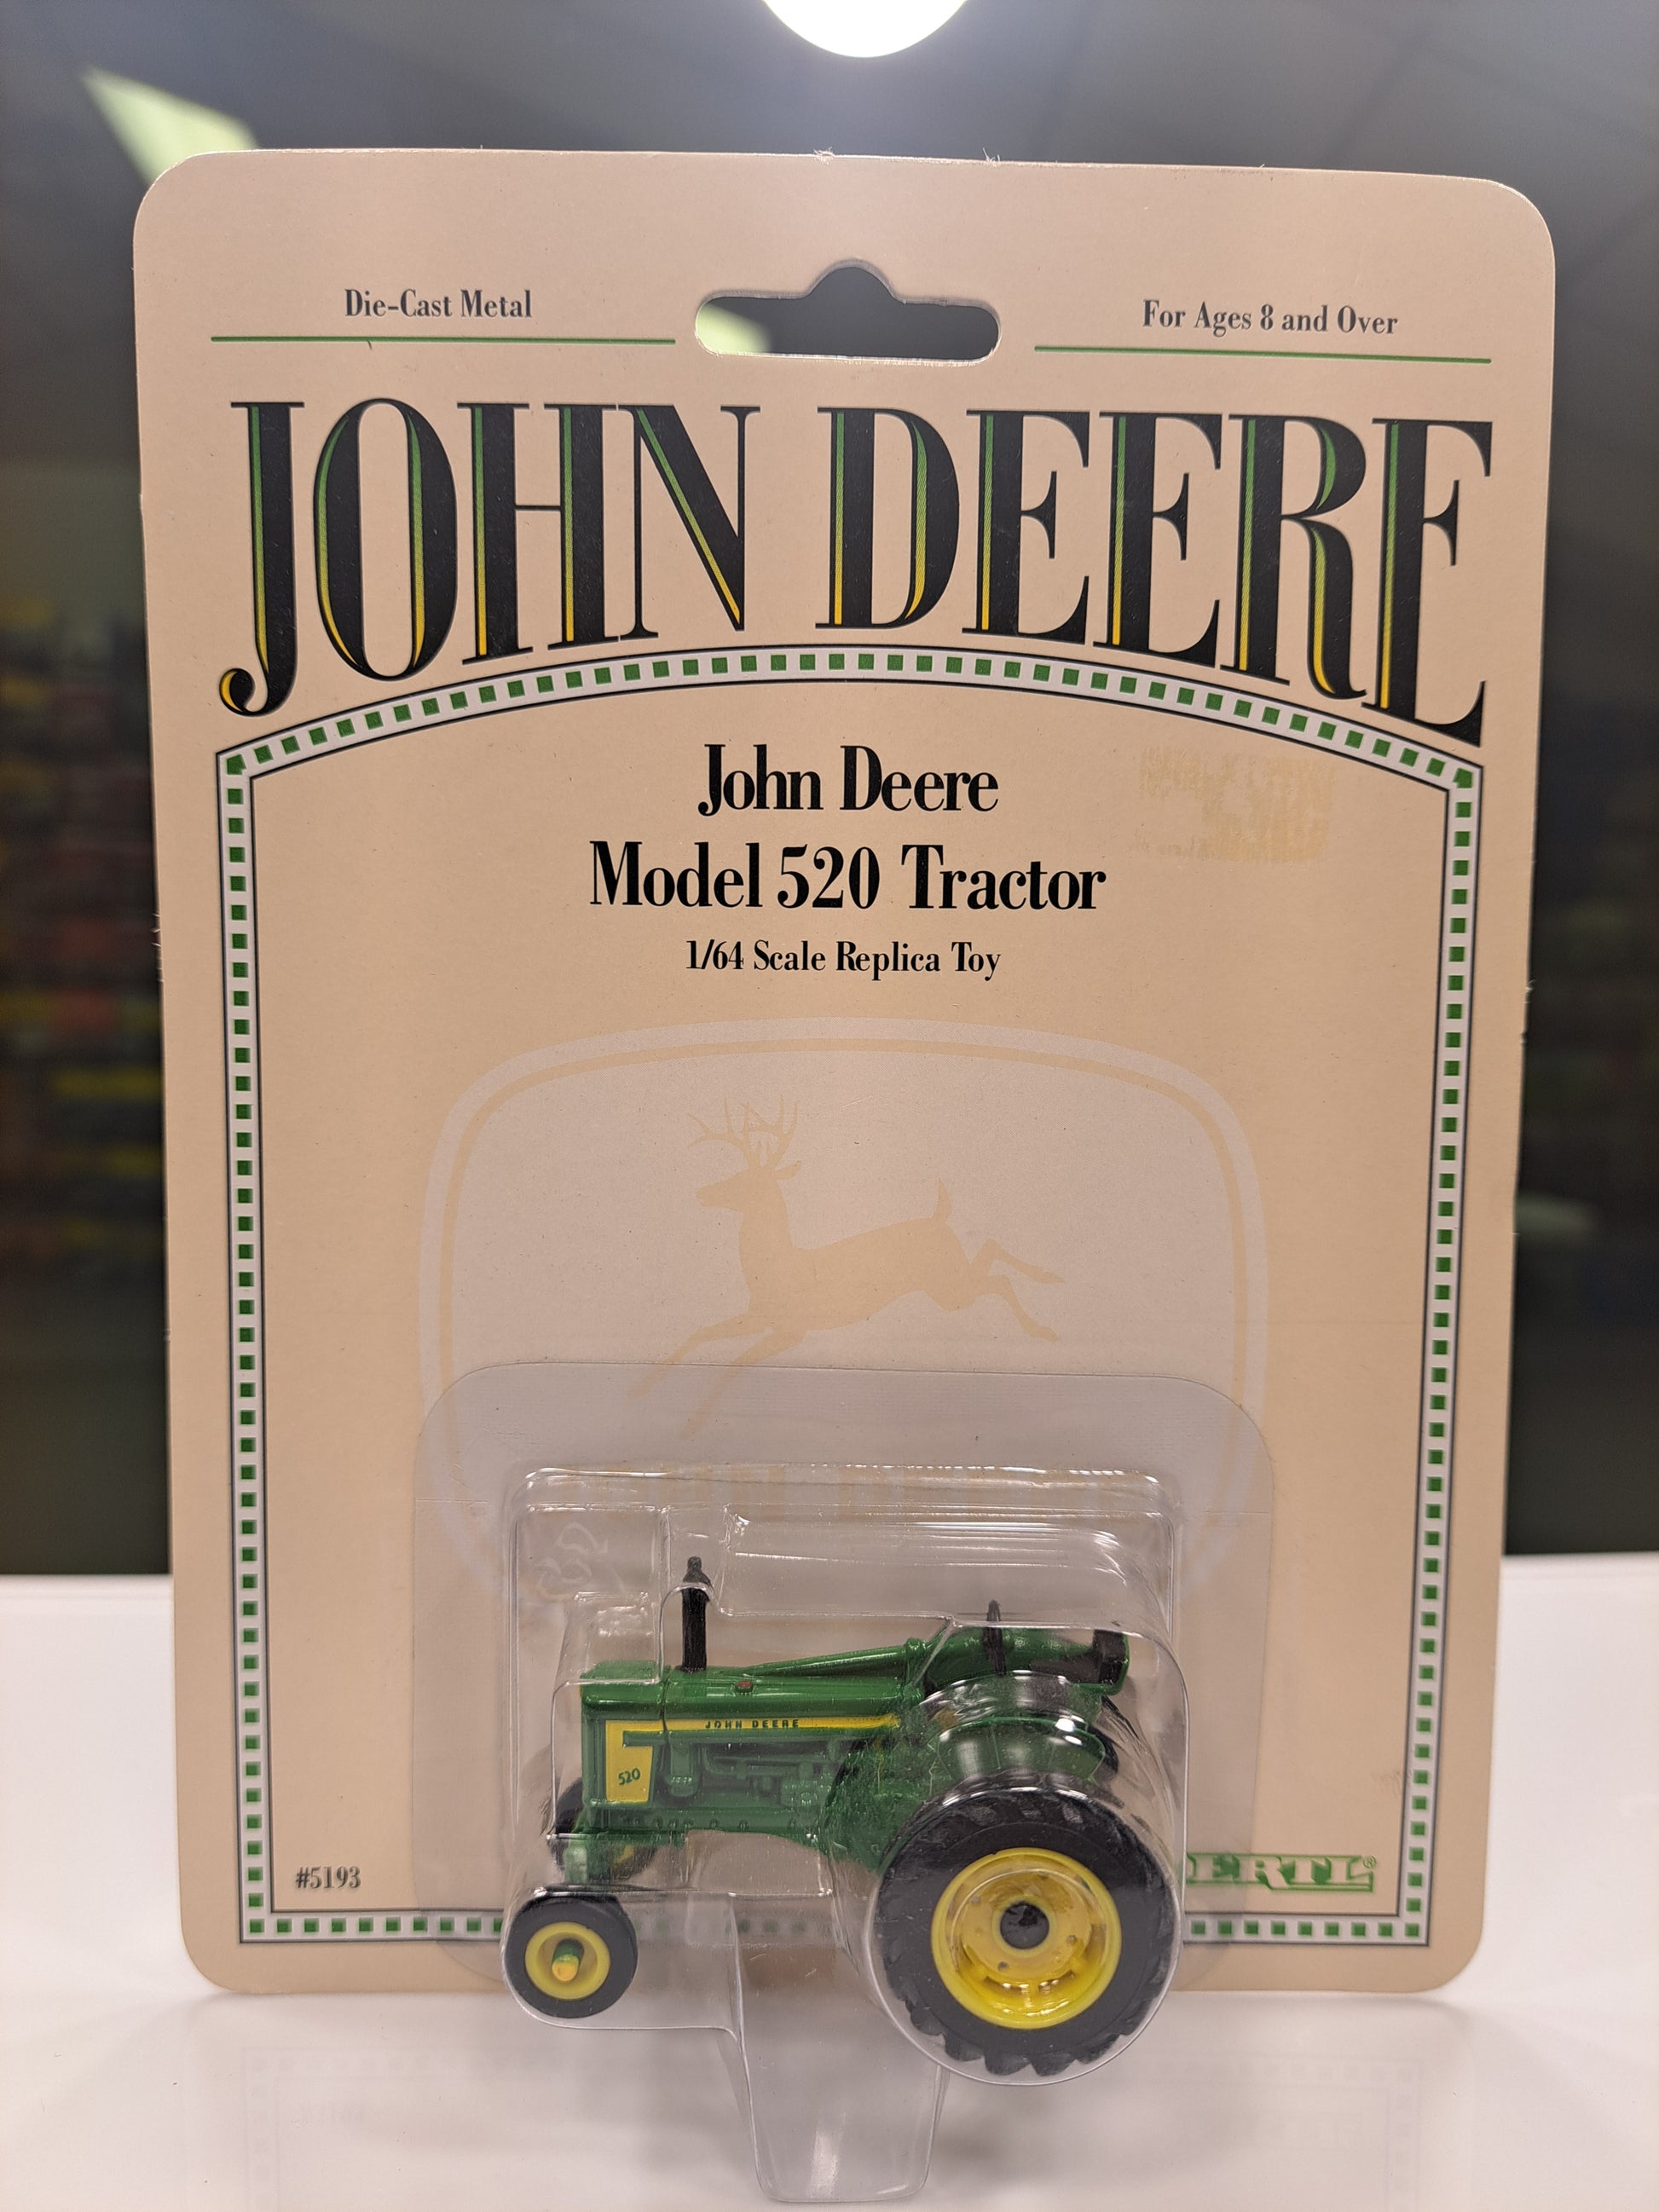 Die-Cast Metal
For Ages 8 and Over
JOHN DEERE
John Deere
Model 520 Tractor
1/64 Scale Replica Toy
JOHN DEERE
520
#5193
ERTL®